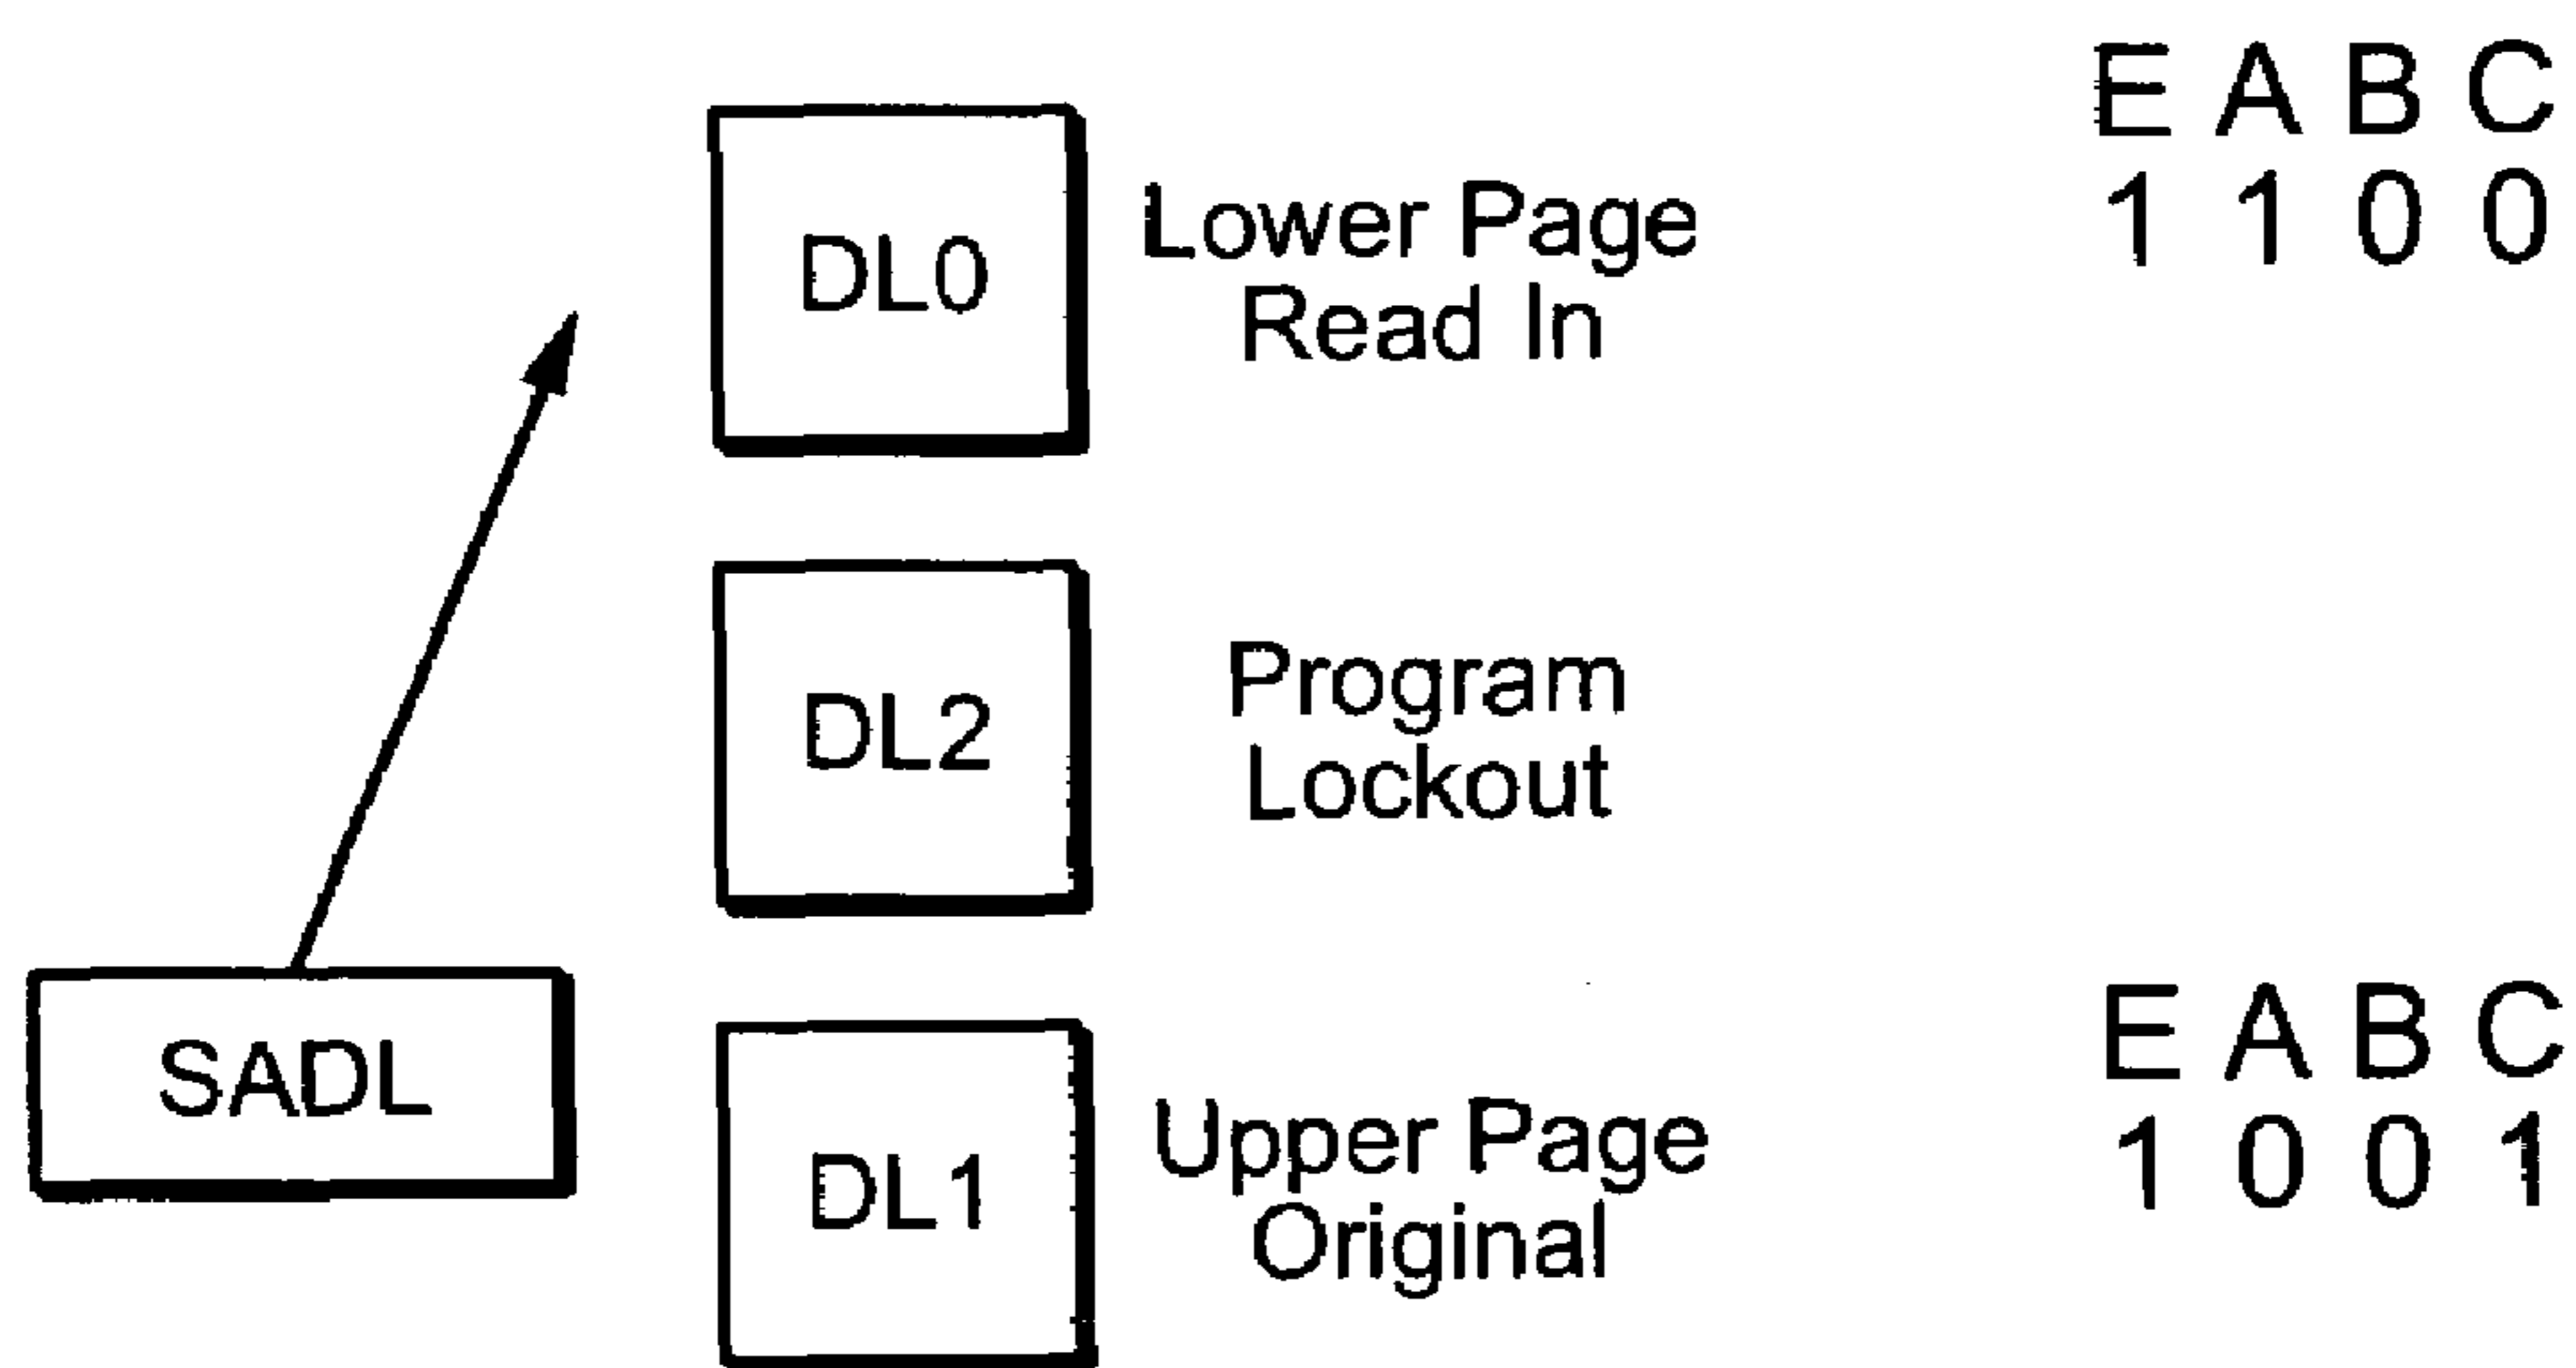 E A B C
1 1 0 0
DL0
Lower Page
Read In
DL2
Program
Lockout
SADL
DL1
Upper Page
Original
E A B C
1 0 0 1